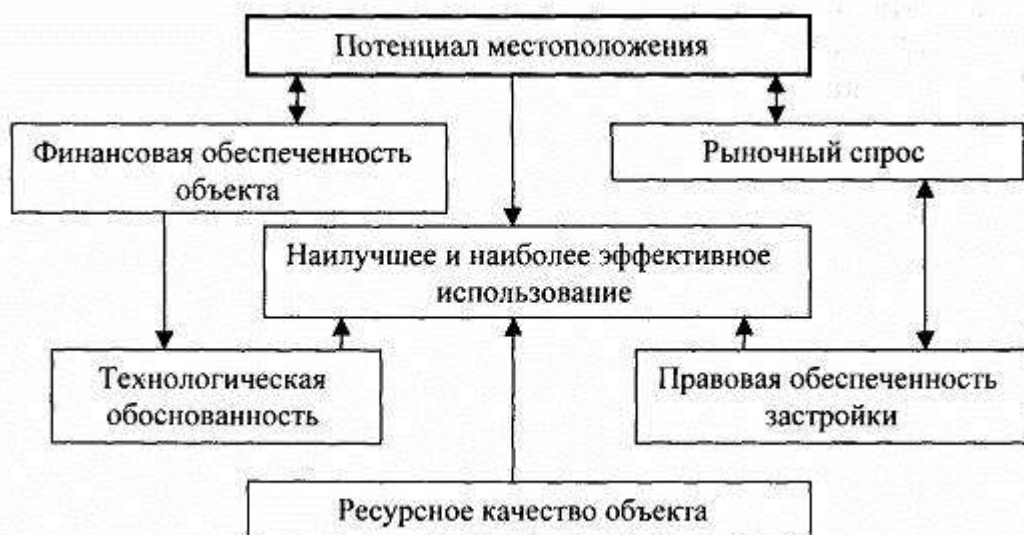 Потенциал местоположения
Финансовая обеспеченность
объекта
Рыночный спрос
Наилучшее и наиболее эффективное
использование
Технологическая
обоснованность
Правовая обеспеченность
застройки
Ресурсное качество объекта